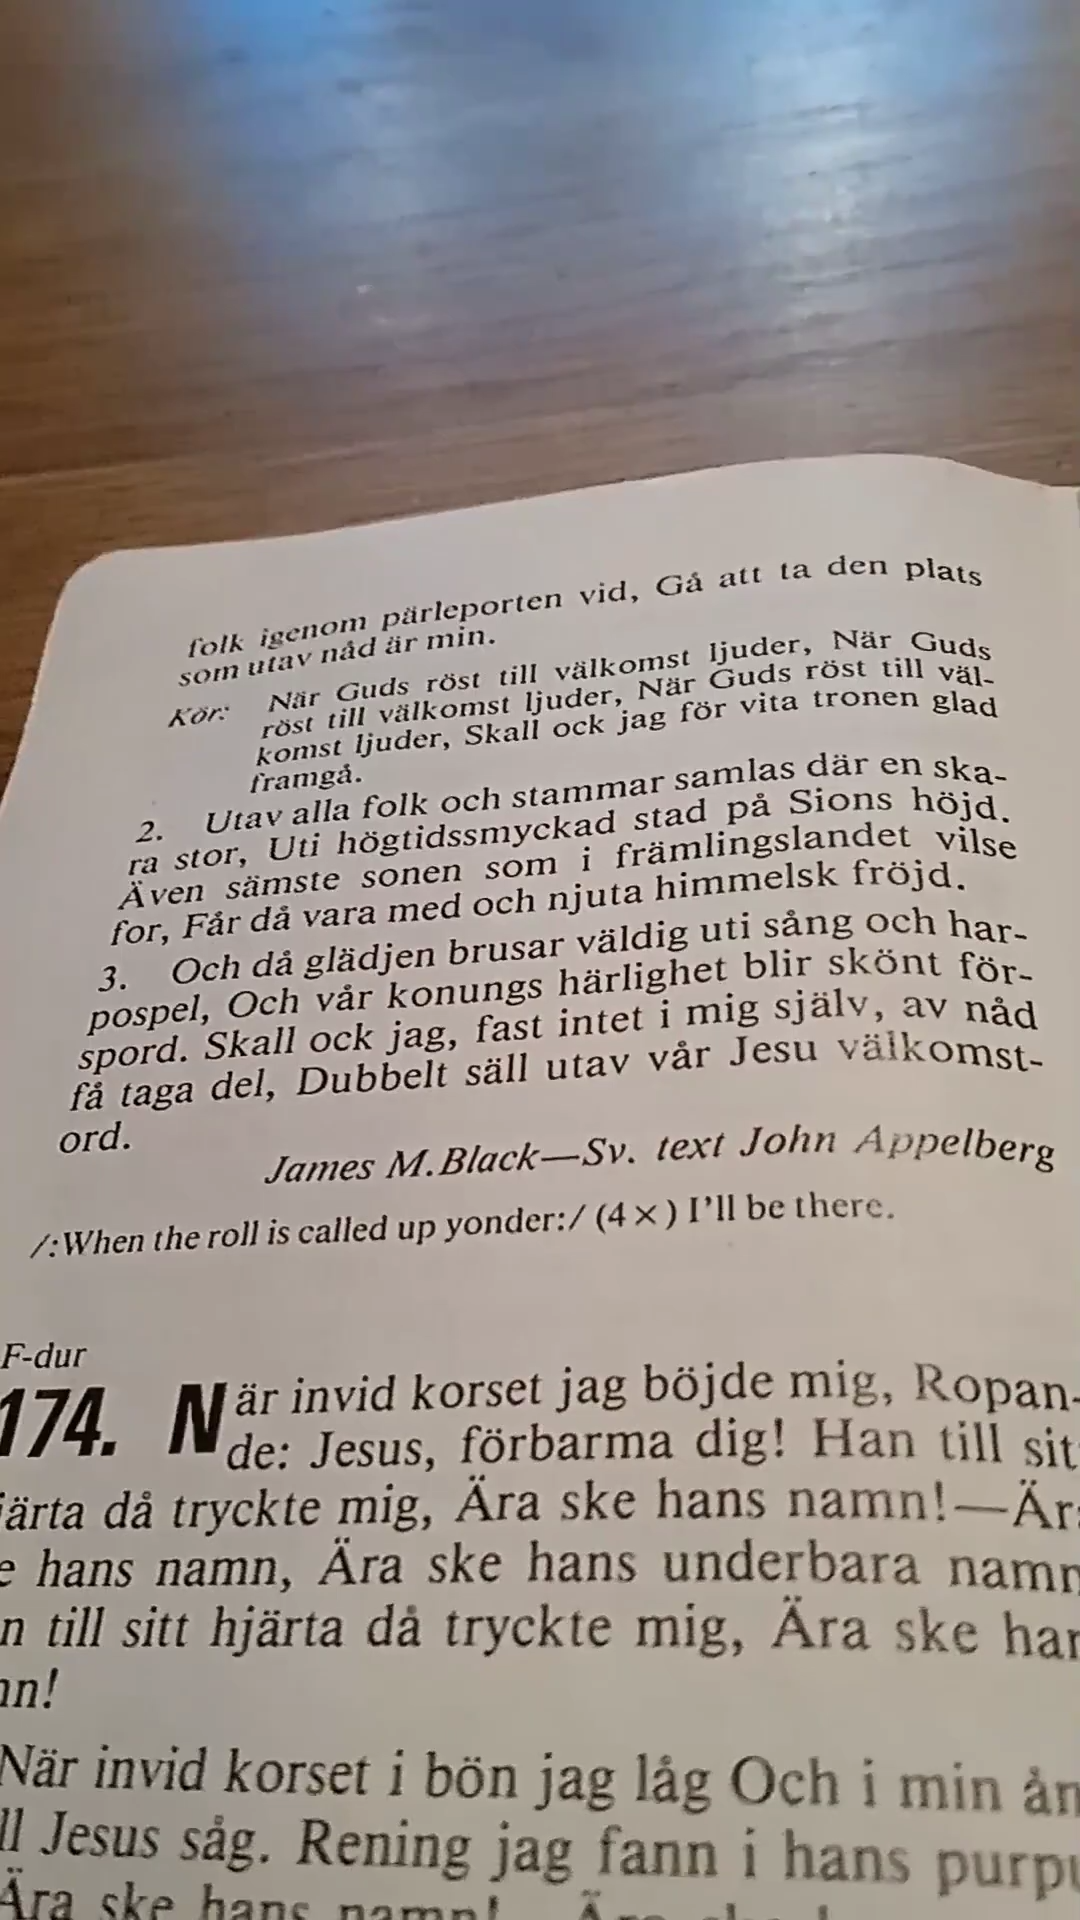 folk igenom pärleporten vid, Gå att ta den plats
som utav nåd är min.
Kör: När Guds röst till välkomst ljuder, När Guds
röst till välkomst ljuder, När Guds röst till väl-
komst ljuder, Skall ock jag för vita tronen glad
framgå.
2. Utav alla folk och stammar samlas där en ska-
ra stor, Uti högtidssmyckad stad på Sions höjd.
Även sämste sonen som i främlingslandet vilse
for, Får då vara med och njuta himmelsk fröjd.
3. Och då glädjen brusar väldig uti sång och har-
pospel, Och vår konungs härlighet blir skönt för-
spord. Skall ock jag, fast intet i mig själv, av nåd
få taga del, Dubbelt säll utav vår Jesu välkomst-
ord.
James M.Black—Sv. text John Appelberg
/:When the roll is called up yonder:/ (4 ×) I'll be there.
F-dur
174. När invid korset jag böjde mig, Ropan-
de: Jesus, förbarma dig! Han till sit
järta då tryckte mig, Ära ske hans namn!—Är
e hans namn, Ära ske hans underbara namn
n till sitt hjärta då tryckte mig, Ära ske han
nn!
När invid korset i bön jag låg Och i min ån
ll Jesus såg. Rening jag fann i hans purpu
Ära ske hans namn!